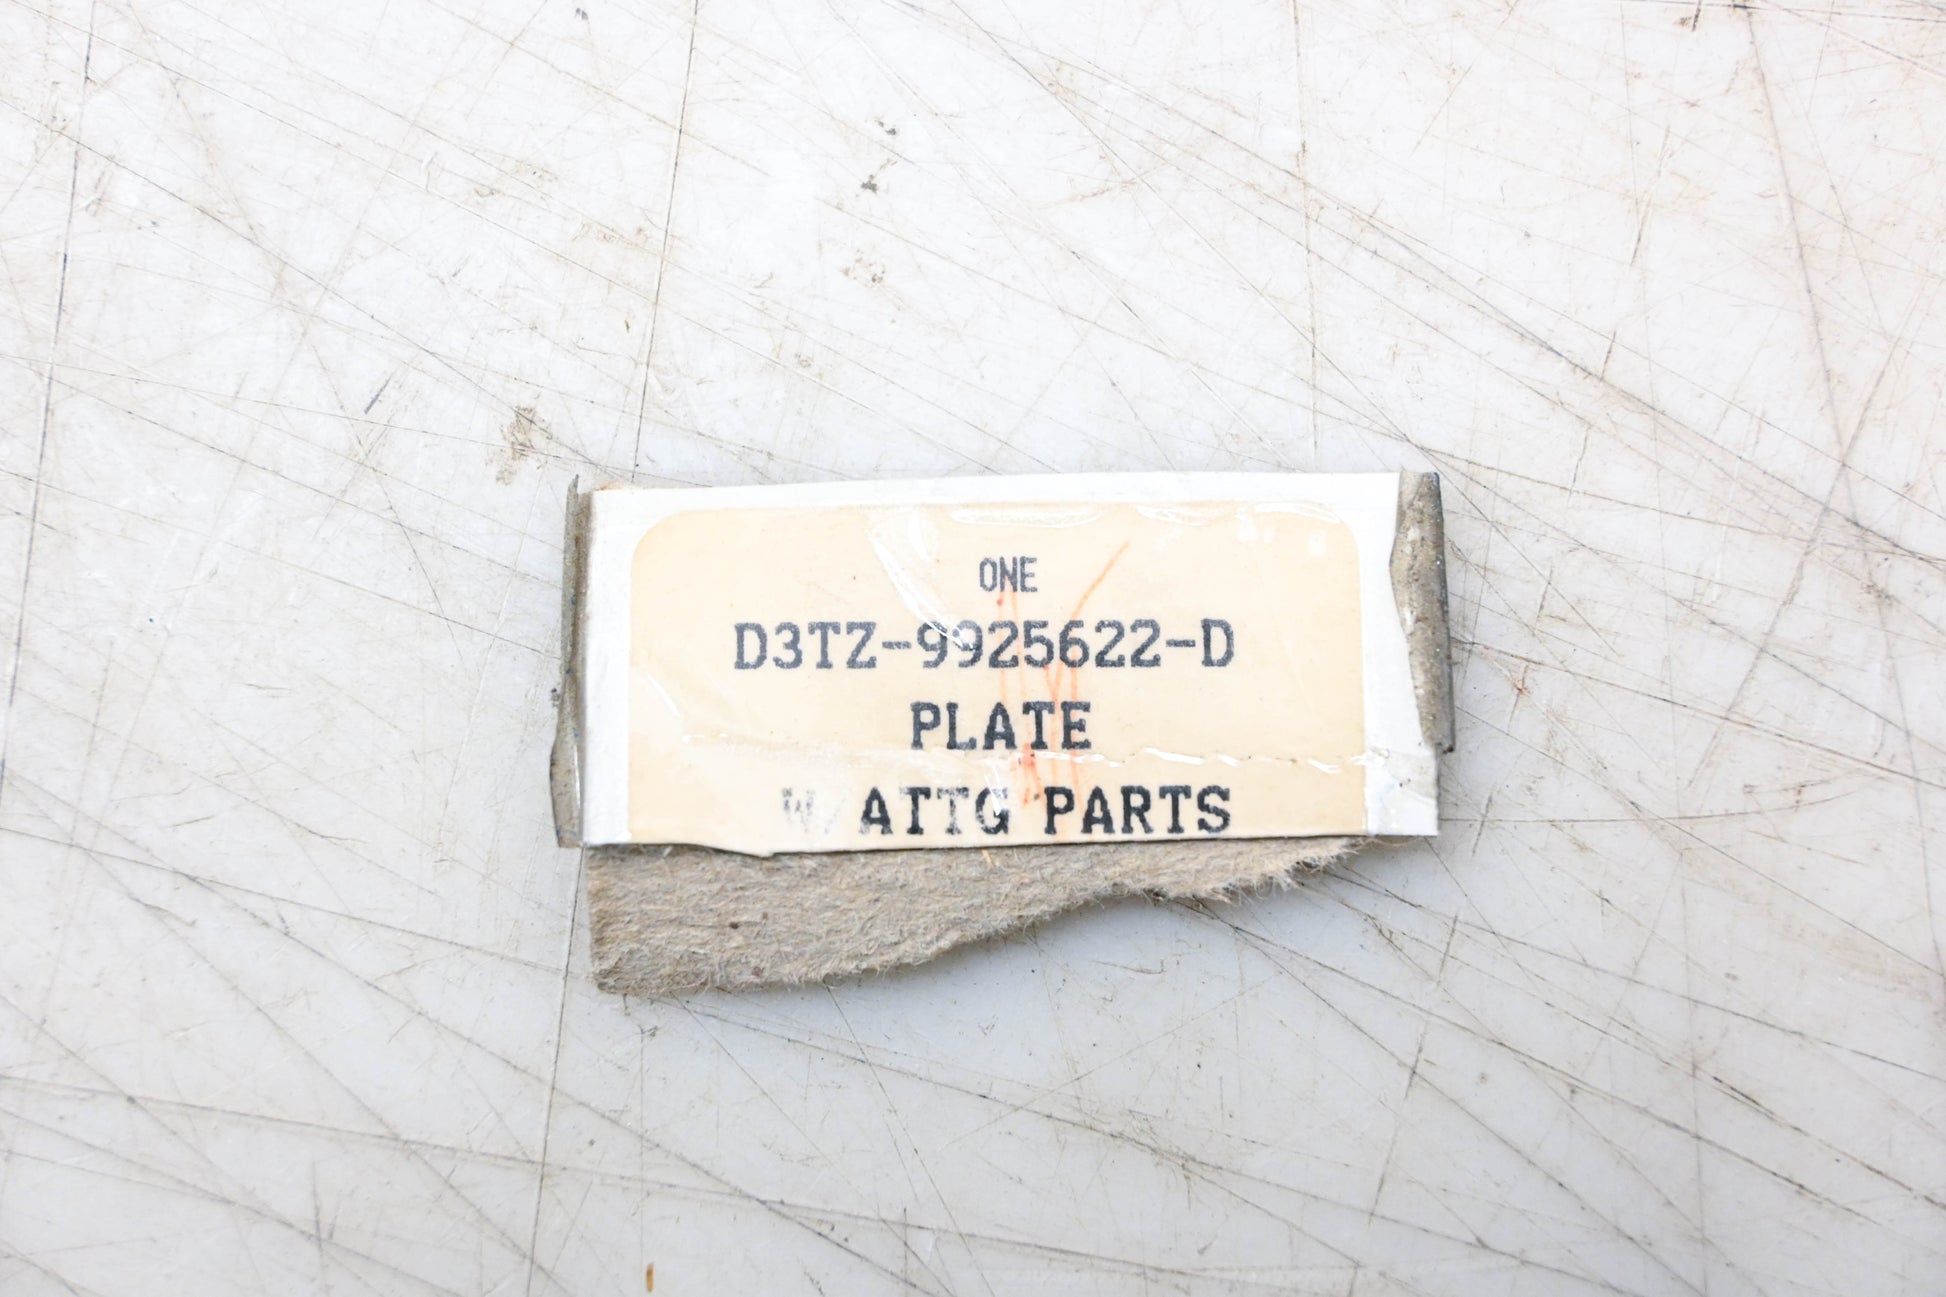 ONE
D3TZ-9925622-D
PLATE
W/ATTG PARTS